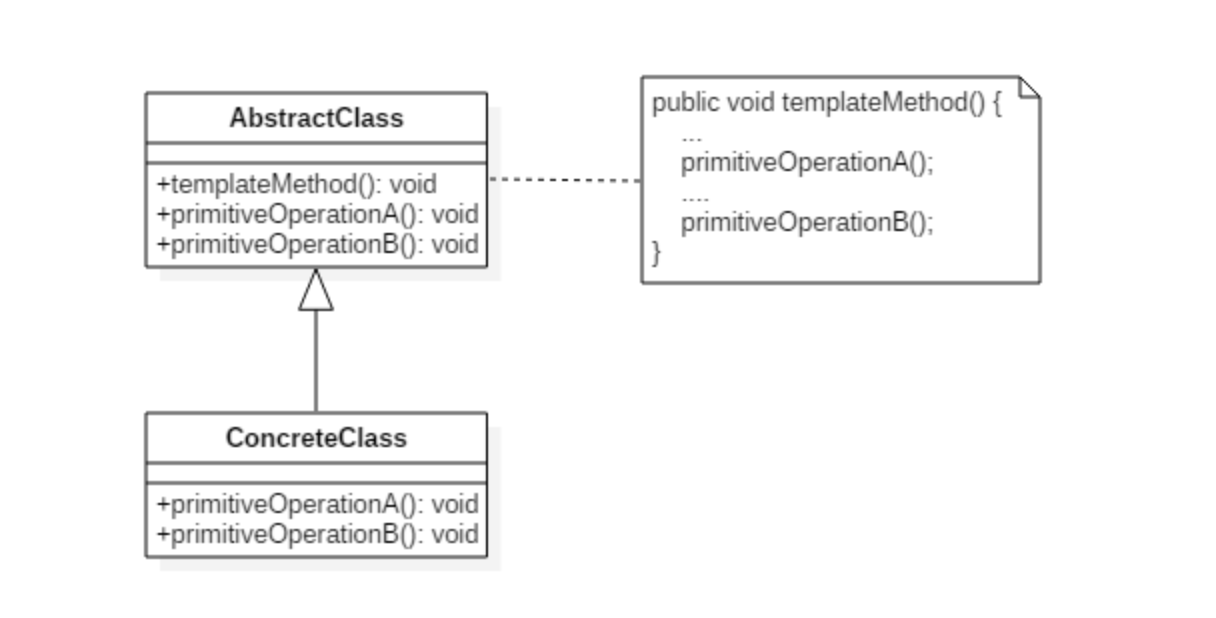 AbstractClass
+templateMethod(): void
+primitiveOperationA(): void
+primitiveOperationB(): void
public void templateMethod() {
...
primitiveOperationA();
....
primitiveOperationB();
}
ConcreteClass
+primitiveOperationA(): void
+primitiveOperationB(): void